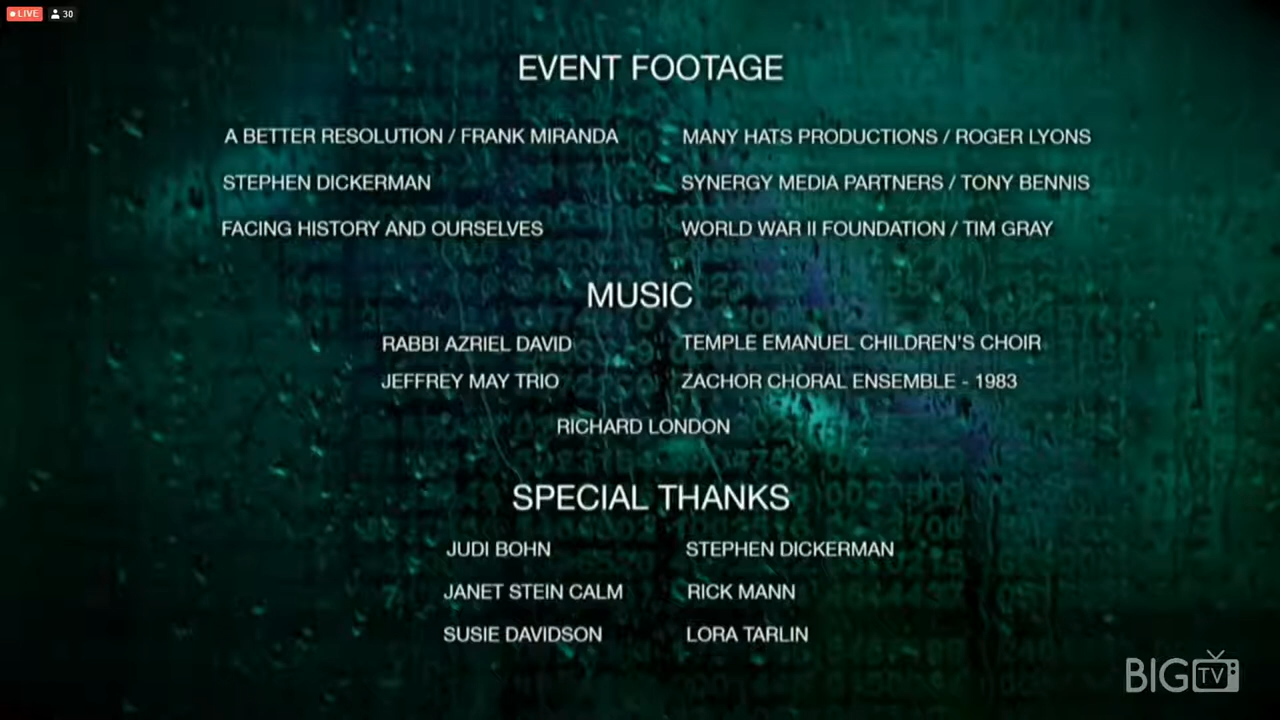 LIVE 30
EVENT FOOTAGE
A BETTER RESOLUTION / FRANK MIRANDA MANY HATS PRODUCTIONS / ROGER LYONS
STEPHEN DICKERMAN SYNERGY MEDIA PARTNERS / TONY BENNIS
FACING HISTORY AND OURSELVES WORLD WAR II FOUNDATION / TIM GRAY
MUSIC
RABBI AZRIEL DAVID TEMPLE EMANUEL CHILDREN'S CHOIR
JEFFREY MAY TRIO ZACHOR CHORAL ENSEMBLE - 1983
RICHARD LONDON
SPECIAL THANKS
JUDI BOHN STEPHEN DICKERMAN
JANET STEIN CALM RICK MANN
SUSIE DAVIDSON LORA TARLIN
BIG TV